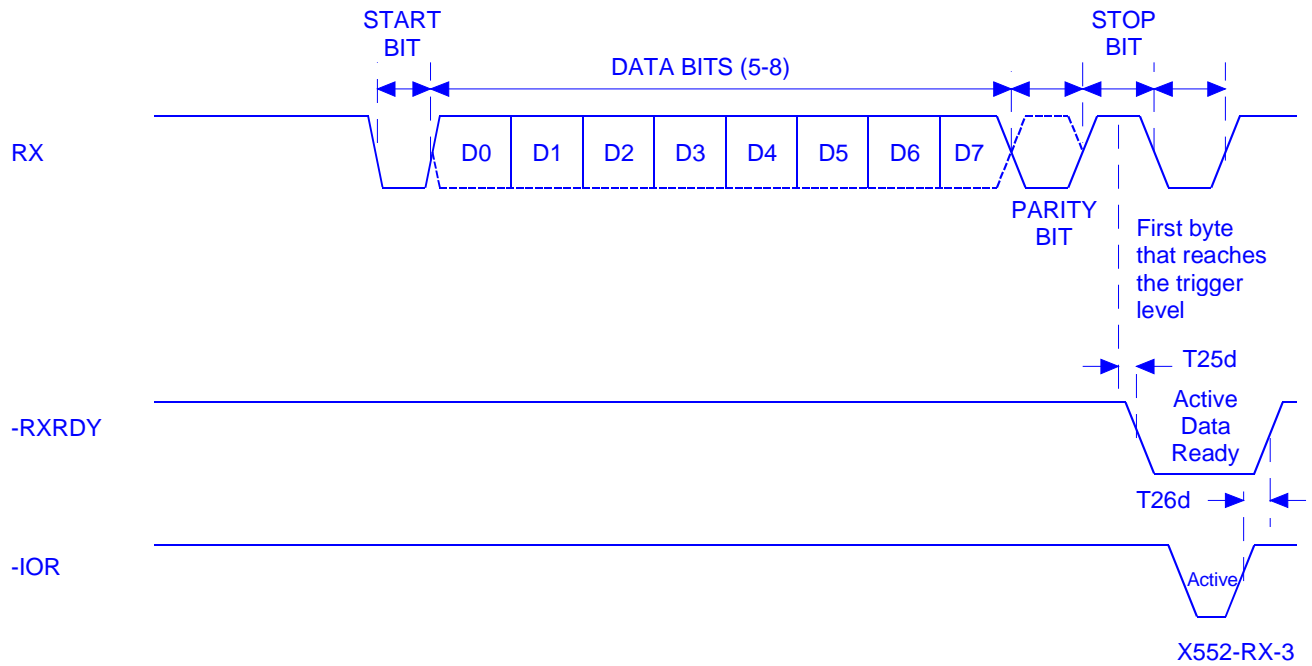 START
BIT
DATA BITS (5-8)
STOP
BIT
RX
D0 D1 D2 D3 D4 D5 D6 D7
PARITY
BIT
First byte
that reaches
the trigger
level
T25d
-RXRDY
Active
Data
Ready
T26d
-IOR
Active
X552-RX-3